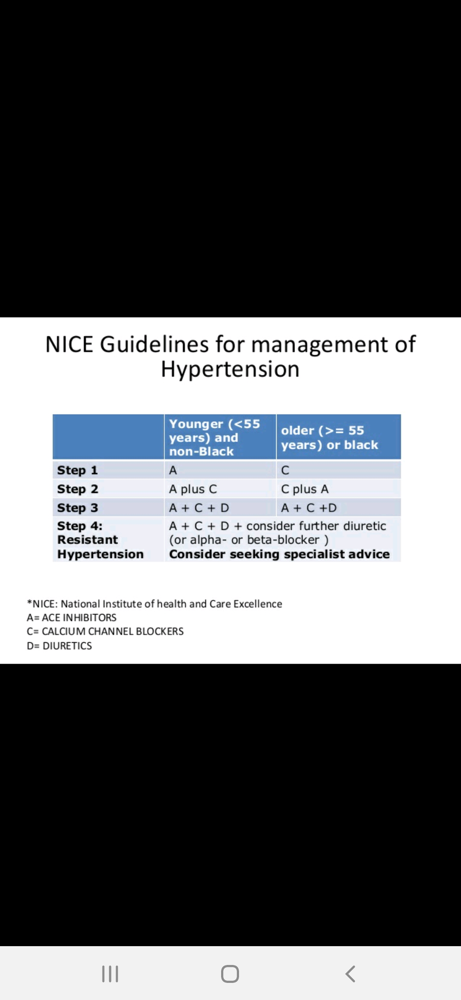 NICE Guidelines for management of
Hypertension
Younger (<55
years) and
non-Black
older (>= 55
years) or black
Step 1
A
C
Step 2
A plus C
C plus A
Step 3
A + C + D
A + C +D
Step 4:
Resistant
Hypertension
A + C + D + consider further diuretic
(or alpha- or beta-blocker )
Consider seeking specialist advice
*NICE: National Institute of health and Care Excellence
A= ACE INHIBITORS
C= CALCIUM CHANNEL BLOCKERS
D= DIURETICS